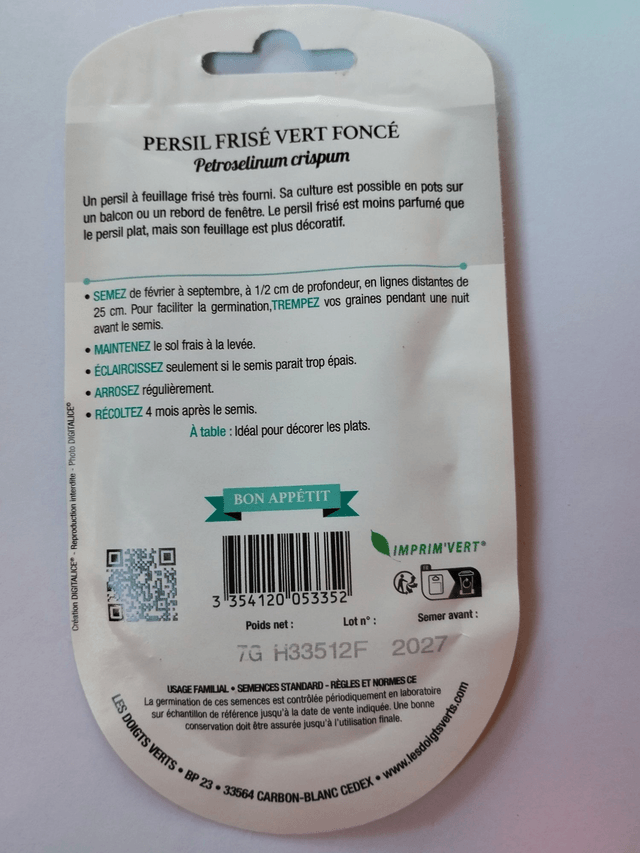 PERSIL FRISÉ VERT FONCÉ
Petroselinum crispum
Un persil à feuillage frisé très fourni. Sa culture est possible en pots sur
un balcon ou un rebord de fenêtre. Le persil frisé est moins parfumé que
le persil plat, mais son feuillage est plus décoratif.
• SEMEZ de février à septembre, à 1/2 cm de profondeur, en lignes distantes de
25 cm. Pour faciliter la germination,TREMPEZ vos graines pendant une nuit
avant le semis.
• MAINTENEZ le sol frais à la levée.
• ÉCLAIRCISSEZ seulement si le semis parait trop épais.
• ARROSEZ régulièrement.
• RÉCOLTEZ 4 mois après le semis.
À table : Idéal pour décorer les plats.
Création DIGITALICE® - Reproduction interdite - Photo DIGITALICE®
BON APPÉTIT
IMPRIM'VERT®
3 354120 053352
Poids net : Lot n° : Semer avant :
7G H33512F 2027
USAGE FAMILIAL • SEMENCES STANDARD - RÈGLES ET NORMES CE
La germination de ces semences est contrôlée périodiquement en laboratoire
sur échantillon de référence jusqu'à la date de vente indiquée. Une bonne
conservation doit être assurée jusqu'à l'utilisation finale.
LES DOIGTS VERTS • BP 23 • 33564 CARBON-BLANC CEDEX • www.lesdoigtsverts.com